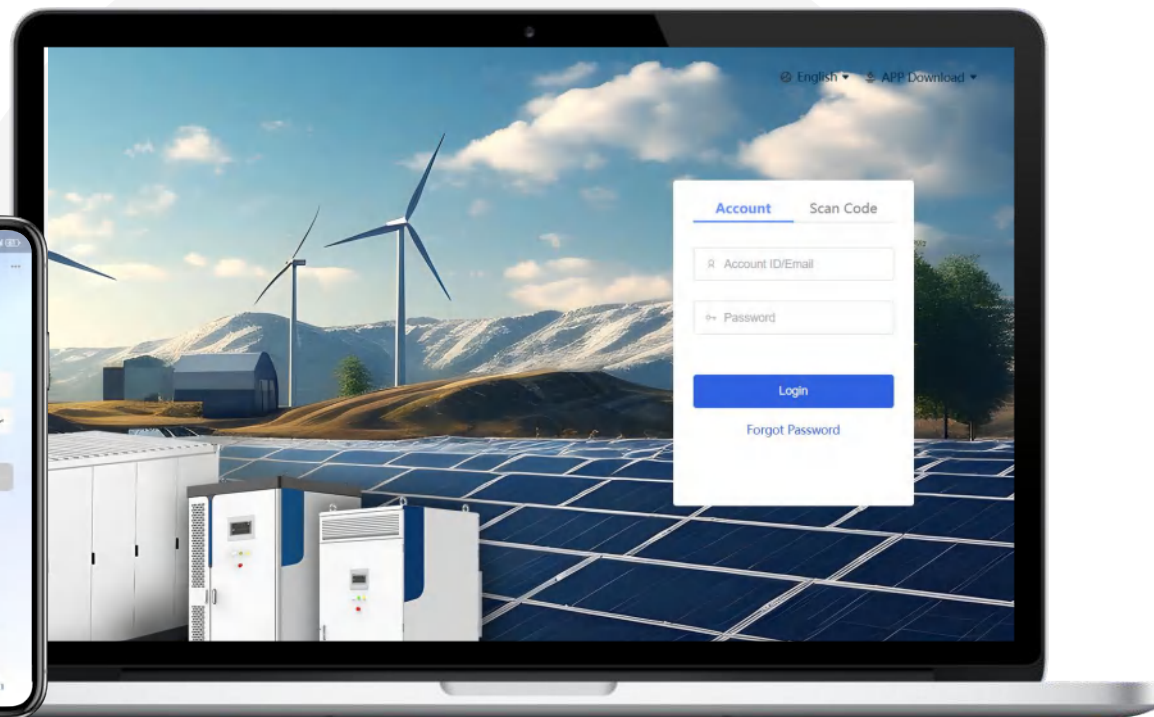 English
APP Download
Account
Scan Code
Account ID/Email
Password
Login
Forgot Password